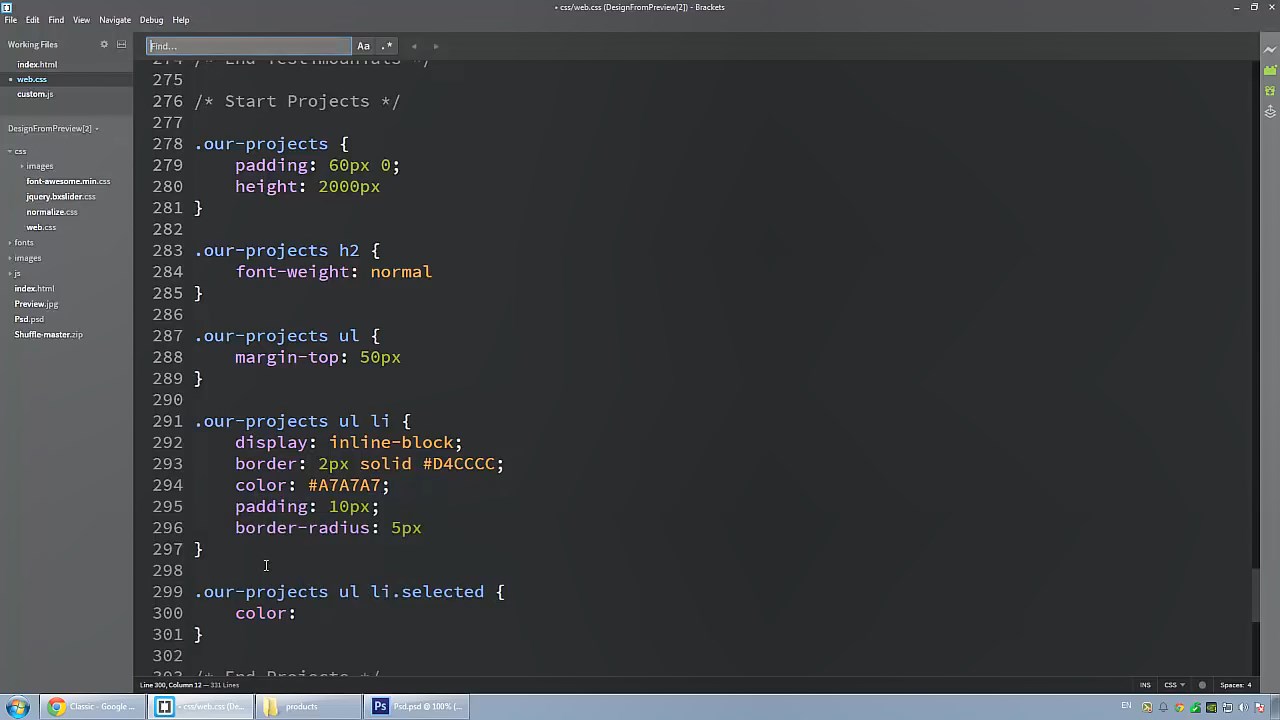 • css/web.css (DesignFromPreview[2]) - Brackets
File Edit Find View Navigate Debug Help
Working Files
index.html
web.css
custom.js
DesignFromPreview[2]
css
images
font-awesome.min.css
jquery.bxslider.css
normalize.css
web.css
fonts
images
js
index.html
Preview.jpg
Psd.psd
Shuffle-master.zip
Find... Aa .*
275
276 /* Start Projects */
277
278 .our-projects {
279 padding: 60px 0;
280 height: 2000px
281 }
282
283 .our-projects h2 {
284 font-weight: normal
285 }
286
287 .our-projects ul {
288 margin-top: 50px
289 }
290
291 .our-projects ul li {
292 display: inline-block;
293 border: 2px solid #D4CCCC;
294 color: #A7A7A7;
295 padding: 10px;
296 border-radius: 5px
297 }
298
299 .our-projects ul li.selected {
300 color:
301 }
302
303 /* End Projects */
Line 300, Column 12 — 331 Lines
INS CSS Spaces: 4
Classic - Google ...
• css/web.css (De...
products
Psd.psd @ 100% (...
EN